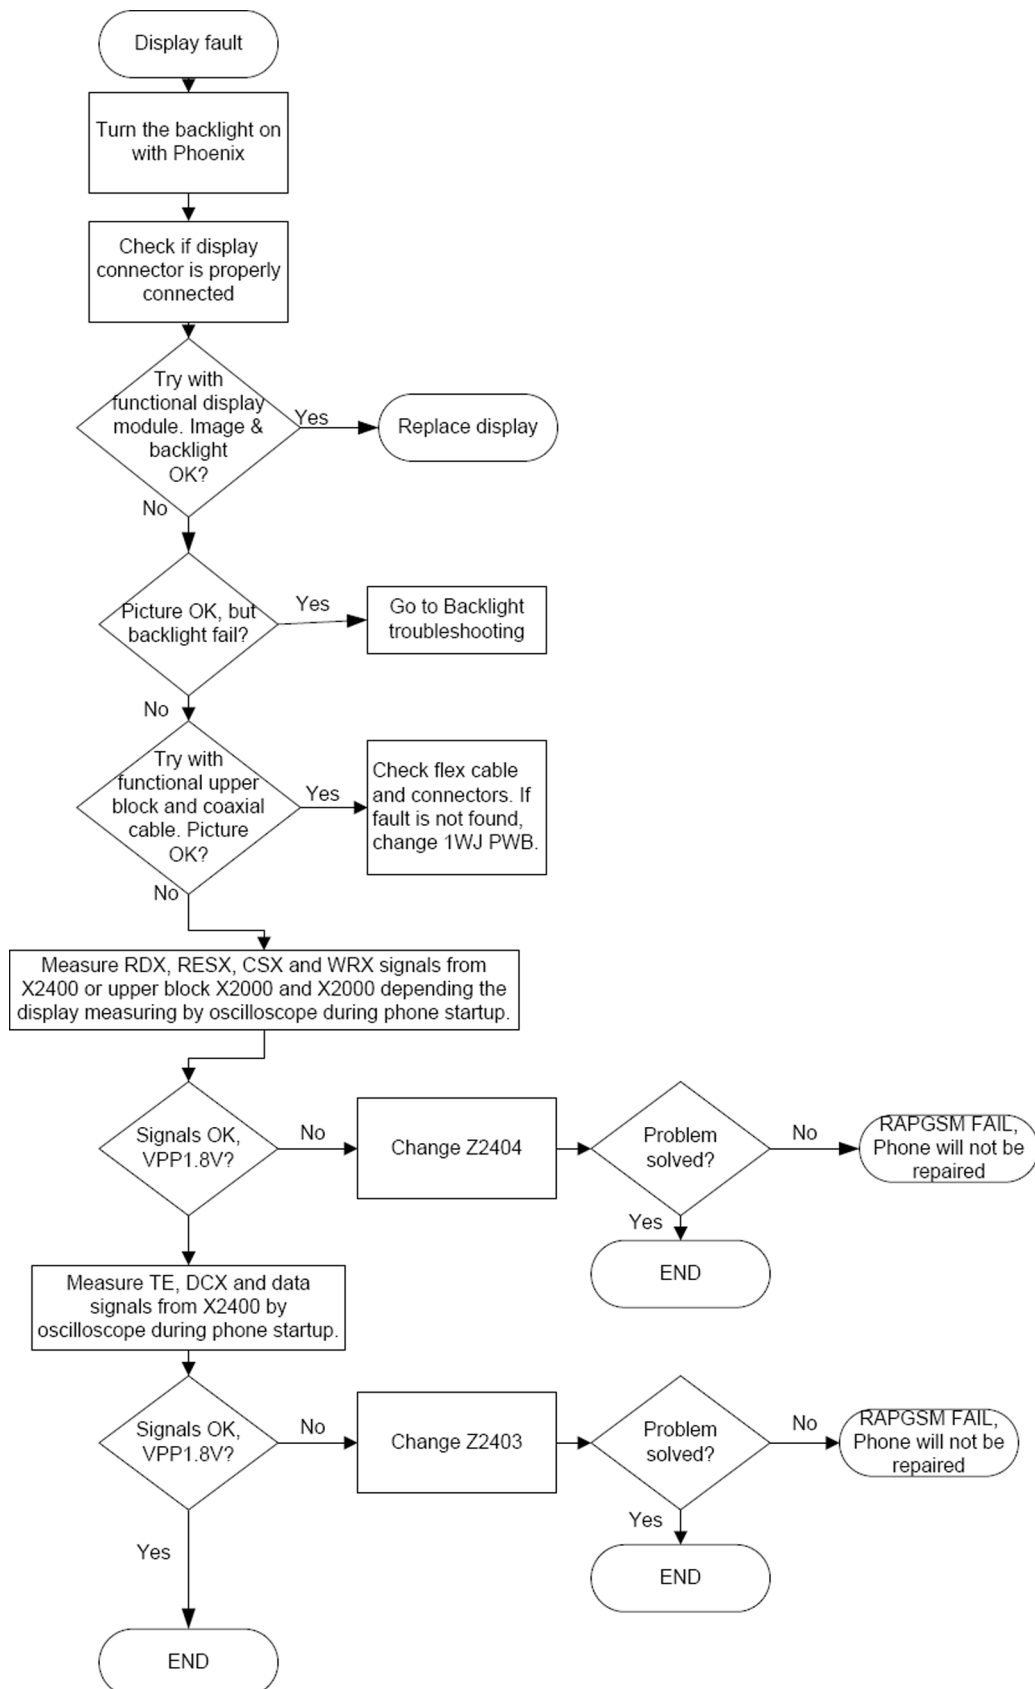 Display fault
Turn the backlight on
with Phoenix
Check if display
connector is properly
connected
Try with
functional display
module. Image &
backlight
OK?
Yes
Replace display
No
Picture OK, but
backlight fail?
Yes
Go to Backlight
troubleshooting
No
Try with
functional upper
block and coaxial
cable. Picture
OK?
Yes
Check flex cable
and connectors. If
fault is not found,
change 1WJ PWB.
No
Measure RDX, RESX, CSX and WRX signals from
X2400 or upper block X2000 and X2000 depending the
display measuring by oscilloscope during phone startup.
Signals OK,
VPP1.8V?
No
Change Z2404
Problem
solved?
No
RAPGSM FAIL,
Phone will not be
repaired
Yes
END
Measure TE, DCX and data
signals from X2400 by
oscilloscope during phone startup.
Signals OK,
VPP1.8V?
No
Change Z2403
Problem
solved?
No
RAPGSM FAIL,
Phone will not be
repaired
Yes
END
Yes
END